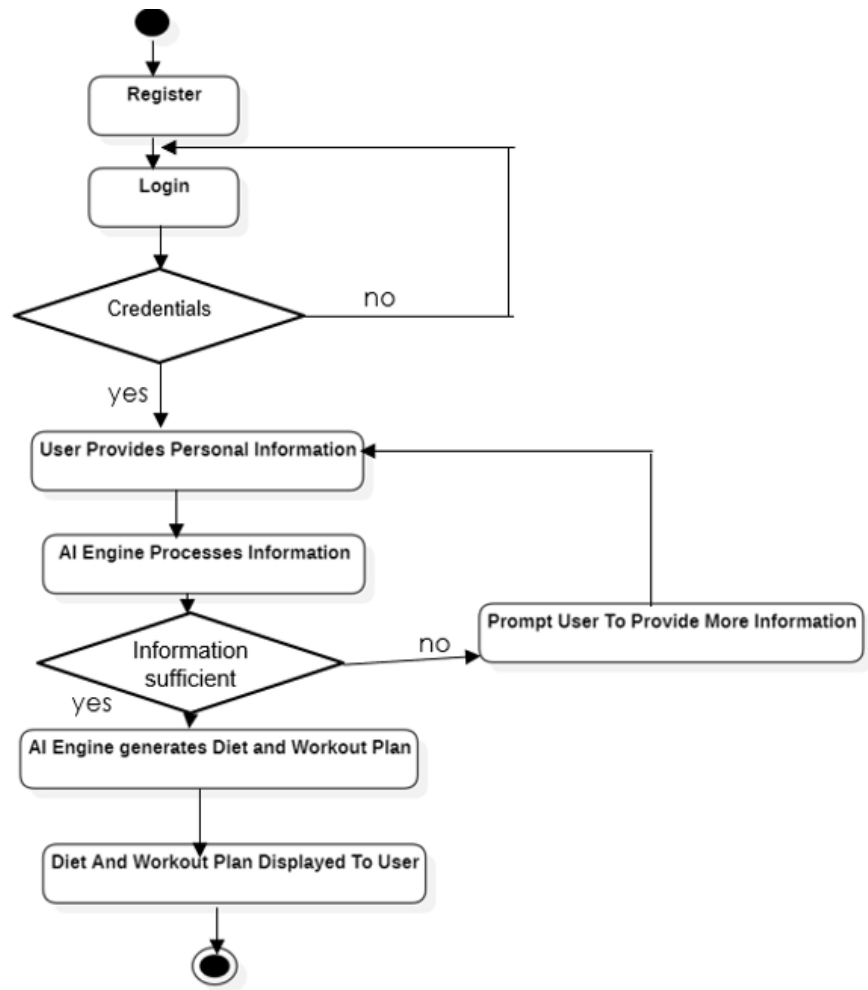 Register
Login
Credentials
no
yes
User Provides Personal Information
AI Engine Processes Information
Information
sufficient
no
Prompt User To Provide More Information
yes
AI Engine generates Diet and Workout Plan
Diet And Workout Plan Displayed To User